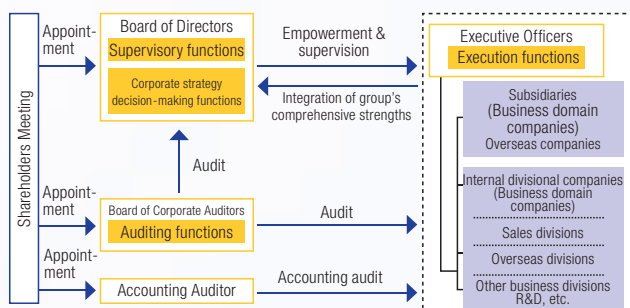 Shareholders Meeting
Appoint-
ment
Board of Directors
Supervisory functions
Corporate strategy
decision-making functions
Empowerment &
supervision
Integration of group's
comprehensive strengths
Executive Officers
Execution functions
Subsidiaries
(Business domain
companies)
Overseas companies
Audit
Appoint-
ment
Board of Corporate Auditors
Auditing functions
Audit
Internal divisional companies
(Business domain
companies)
Sales divisions
Overseas divisions
Other business divisions
R&D, etc.
Appoint-
ment
Accounting Auditor
Accounting audit